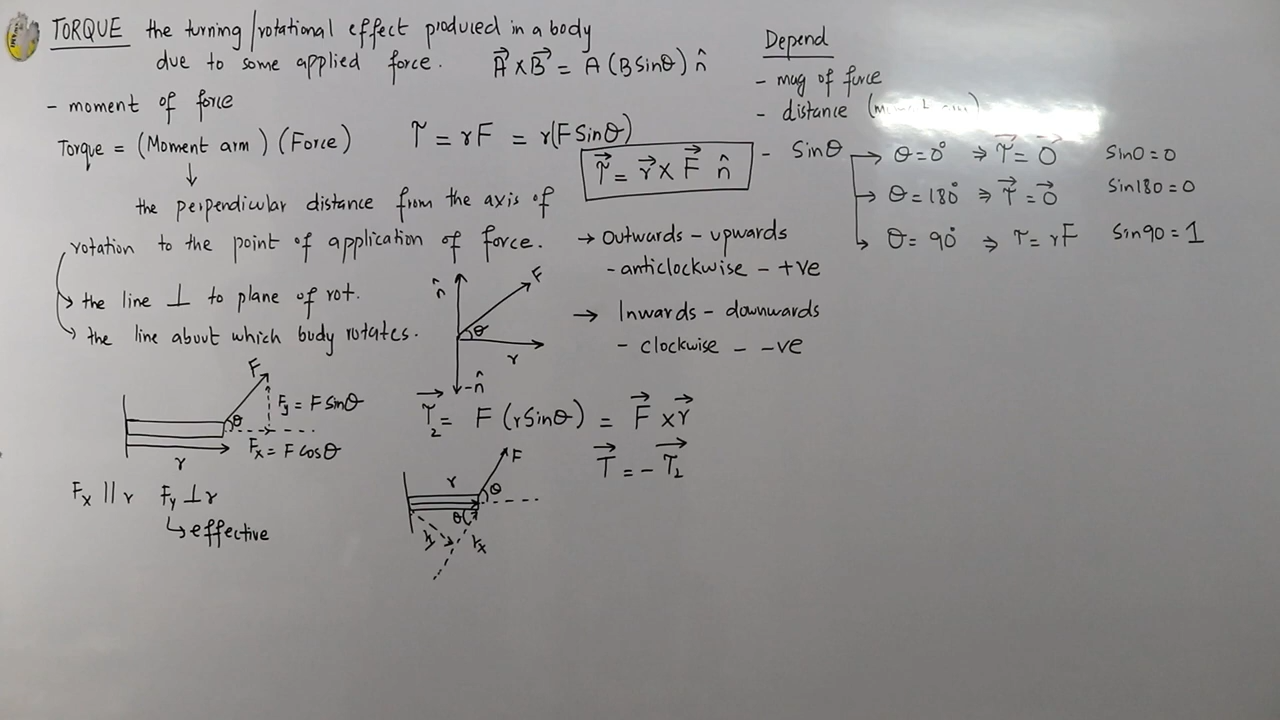 TORQUE the turning/rotational effect produced in a body
due to some applied force. A⃗ × B⃗ = A (B Sinθ) n̂
- moment of force
Torque = (Moment arm) (Force) τ = rF = r(F Sinθ)
τ⃗ = r⃗ × F⃗ n̂
↓
the perpendicular distance from the axis of
rotation to the point of application of force.
→ the line ⊥ to plane of rot.
→ the line about which body rotates.
→ Outwards - upwards
- anticlockwise - +ve
→ Inwards - downwards
- clockwise - -ve
n̂ F
θ
r
-n̂
F
θ Fy = F Sinθ
Fx = F cosθ
r
Fx || r Fy ⊥ r
↳ effective
τ⃗₂ = F (r Sinθ) = F⃗ × r⃗
τ⃗ = - τ⃗₂
F
r
θ
θ
rx
Depend
- mag of force
- distance
- Sinθ → θ = 0° ⇒ τ⃗ = 0⃗ Sin0 = 0
→ θ = 180° ⇒ τ⃗ = 0⃗ Sin180 = 0
→ θ = 90° ⇒ τ = rF Sin90 = 1